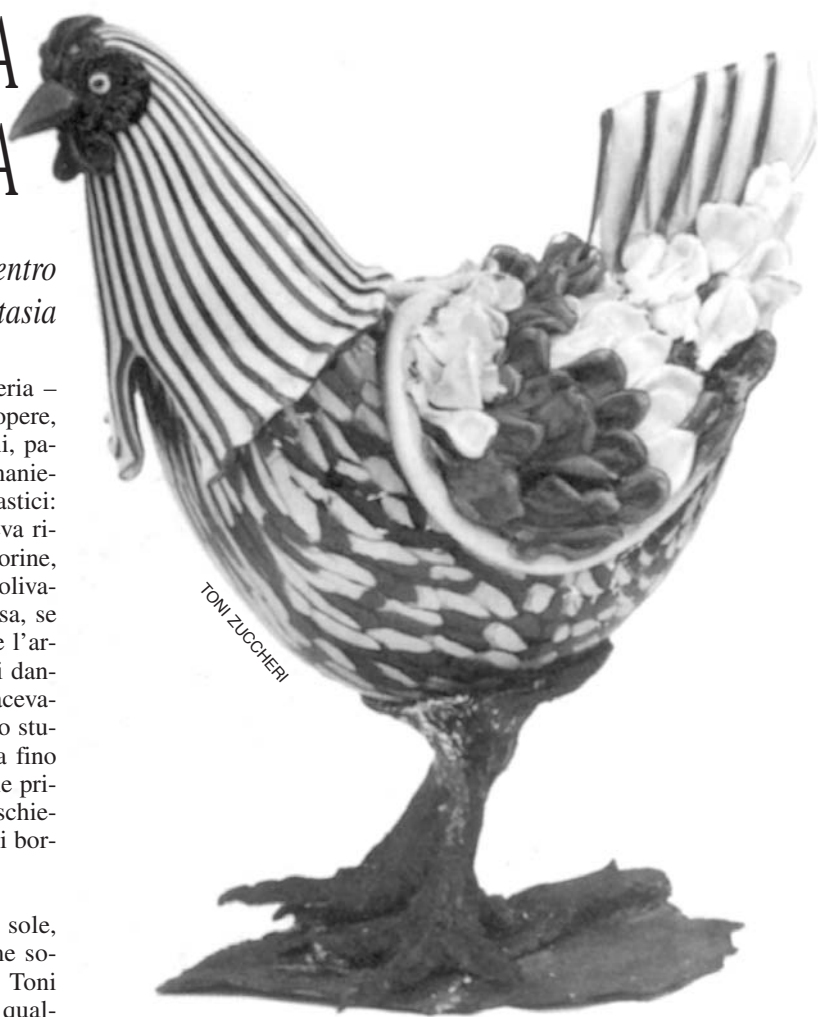 A
A
entro
tasia
eria –
opere,
i, pa-
manie-
astici:
va ri-
orine,
oliva-
sa, se
e l'ar-
i dan-
aceva-
o stu-
a fino
e pri-
schie-
i bor-
sole,
ne so-
Toni
qual-
TONI ZUCCHERI